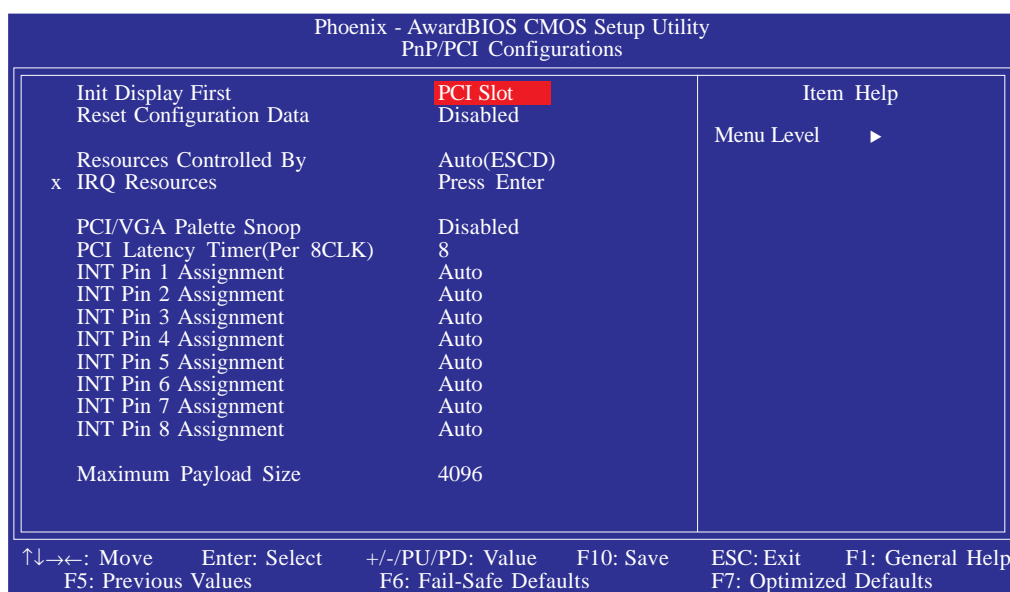 Phoenix - AwardBIOS CMOS Setup Utility
PnP/PCI Configurations
Init Display First PCI Slot
Reset Configuration Data Disabled
Resources Controlled By Auto(ESCD)
x IRQ Resources Press Enter
PCI/VGA Palette Snoop Disabled
PCI Latency Timer(Per 8CLK) 8
INT Pin 1 Assignment Auto
INT Pin 2 Assignment Auto
INT Pin 3 Assignment Auto
INT Pin 4 Assignment Auto
INT Pin 5 Assignment Auto
INT Pin 6 Assignment Auto
INT Pin 7 Assignment Auto
INT Pin 8 Assignment Auto
Maximum Payload Size 4096
Item Help
Menu Level ►
↑↓→←: Move Enter: Select +/-/PU/PD: Value F10: Save ESC: Exit F1: General Help
F5: Previous Values F6: Fail-Safe Defaults F7: Optimized Defaults